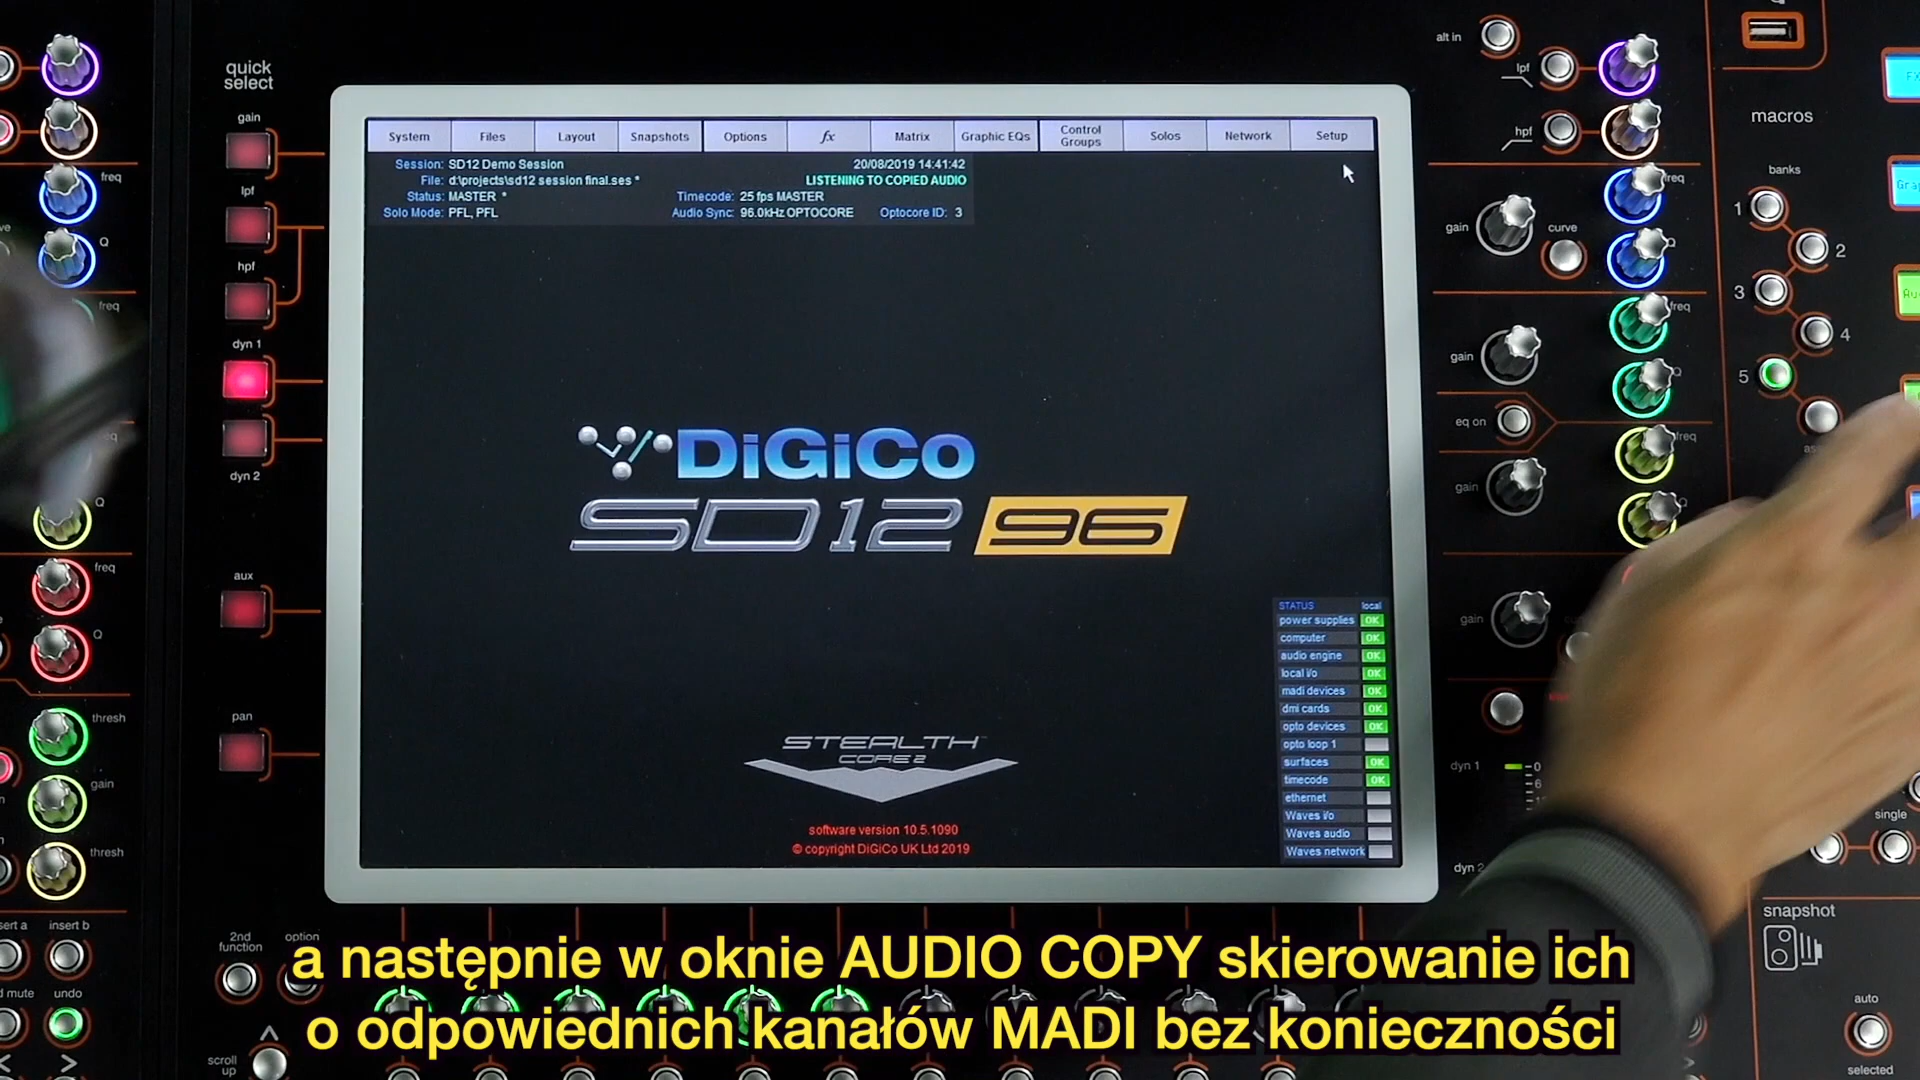 quick
select
gain
lpf
hpf
dyn 1
dyn 2
aux
pan
freq
Q
freq
Q
freq
Q
thresh
gain
thresh
insert b
undo
2nd
function
option
scroll
up
System Files Layout Snapshots Options fx Matrix Graphic EQs Control Groups Solos Network Setup
Session: SD12 Demo Session 20/08/2019 14:41:42
File: d:\projects\sd12 session final.ses * LISTENING TO COPIED AUDIO
Status: MASTER * Timecode: 25 fps MASTER
Solo Mode: PFL, PFL Audio Sync: 96.0kHz OPTOCORE Optocore ID: 3
DiGiCo
SD12 96
STEALTH
CORE 2
software version 10.5.1090
© copyright DiGiCo UK Ltd 2019
STATUS local
power supplies OK
computer OK
audio engine OK
local i/o OK
madi devices OK
dmi cards OK
opto devices OK
opto loop 1
surfaces OK
timecode OK
ethernet
Waves i/o
Waves audio
Waves network
alt in
lpf
hpf
gain
curve
freq
Q
gain
freq
Q
eq on
gain
freq
Q
gain
dyn 1
0
6
dyn 2
macros
banks
1
2
3
4
5
single
snapshot
auto
selected
a następnie w oknie AUDIO COPY skierowanie ich
o odpowiednich kanałów MADI bez konieczności